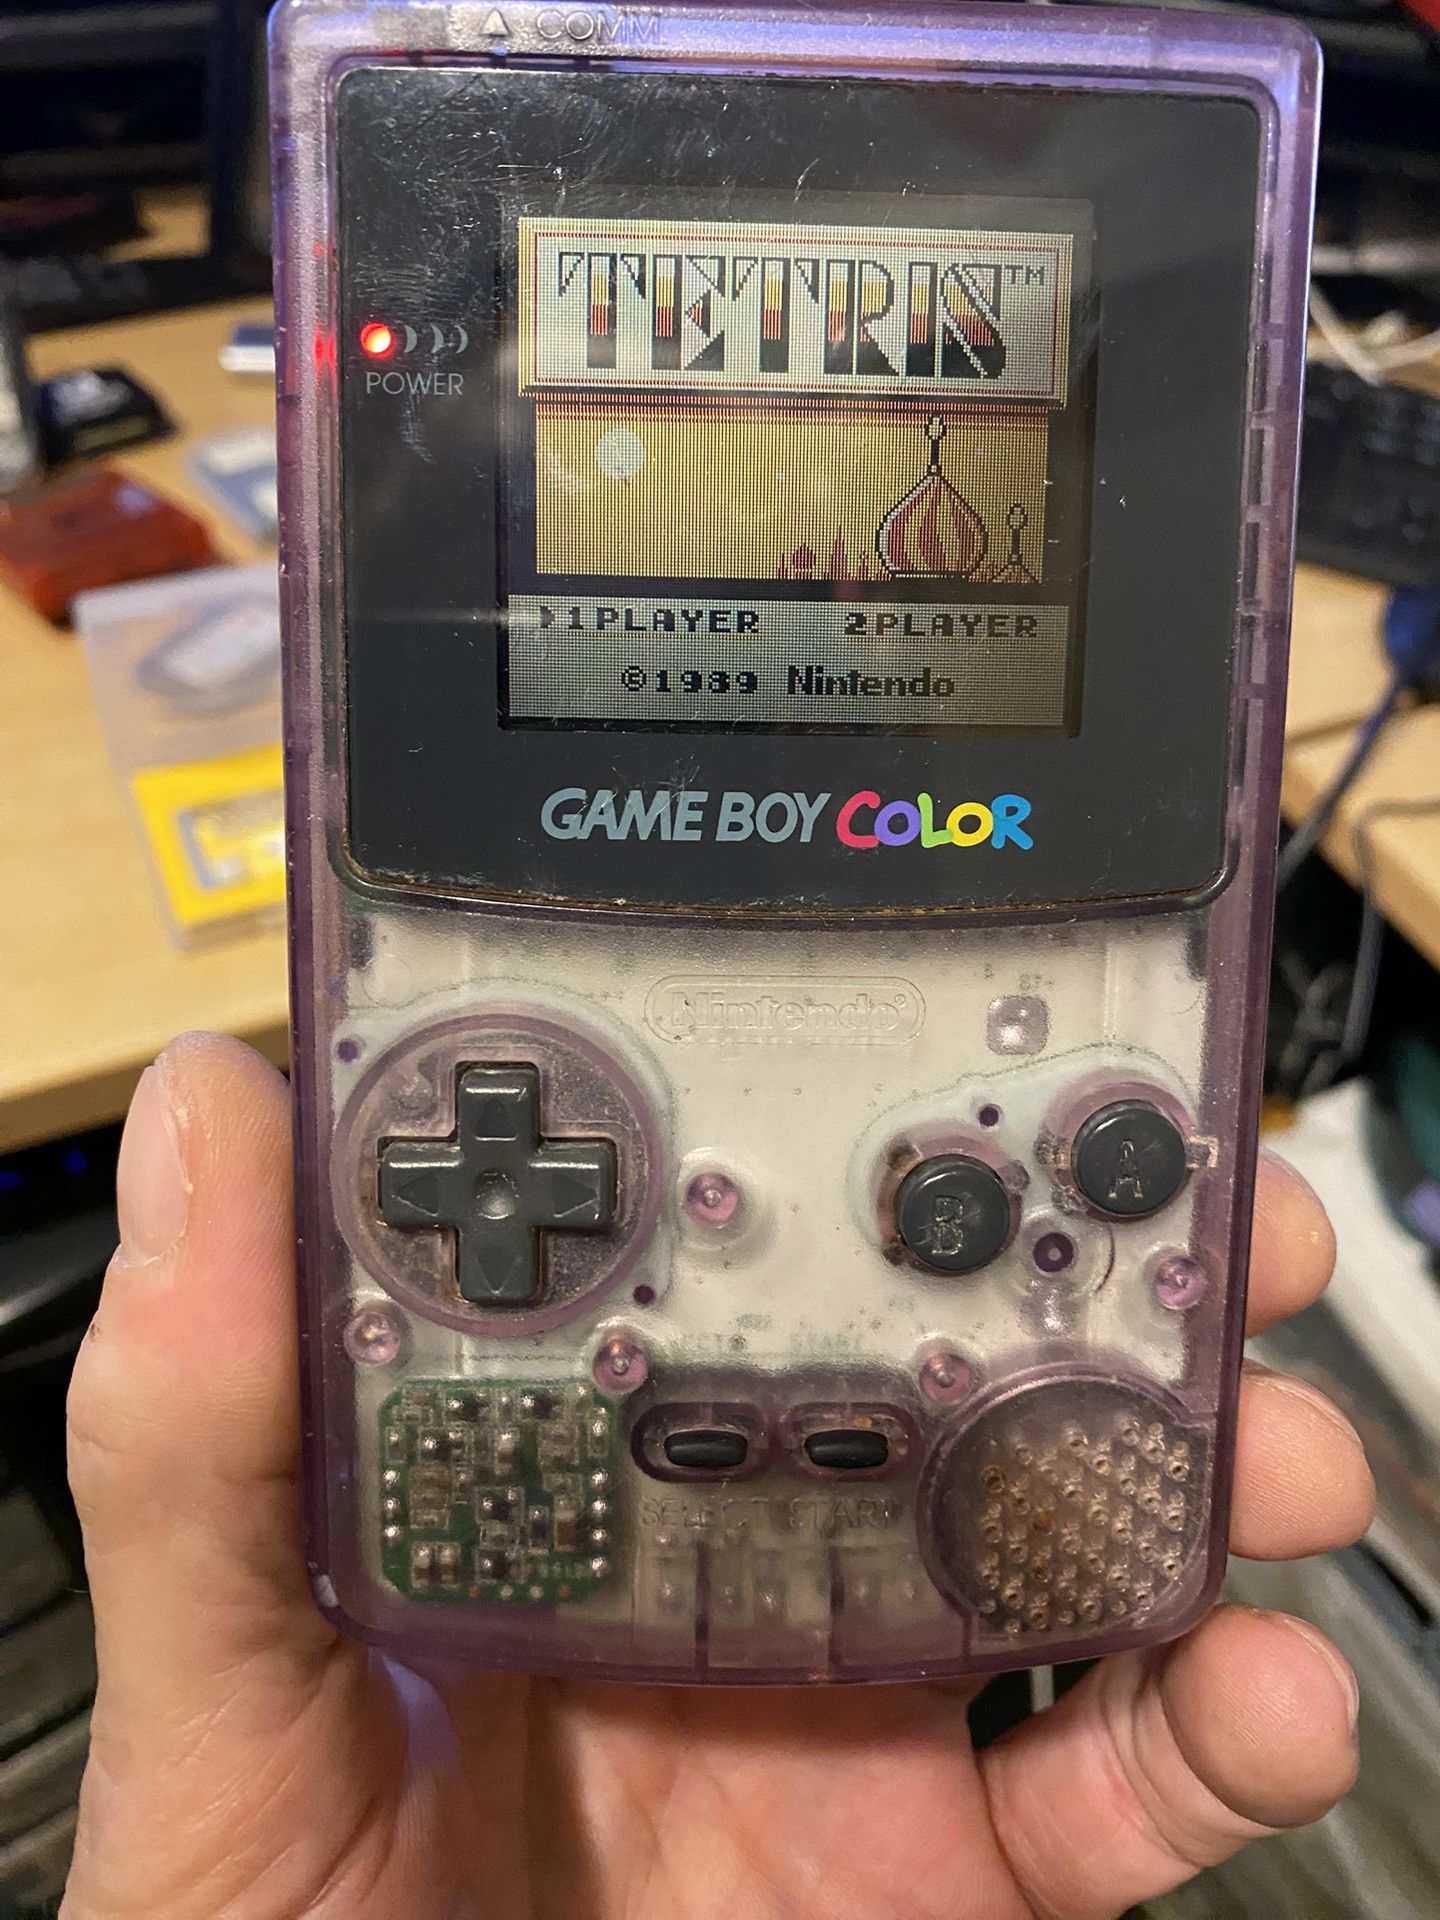 ▲ COMM
TETRIS™
POWER
1PLAYER 2PLAYER
©1989 Nintendo
GAME BOY COLOR
Nintendo®
A
B
SELECT START